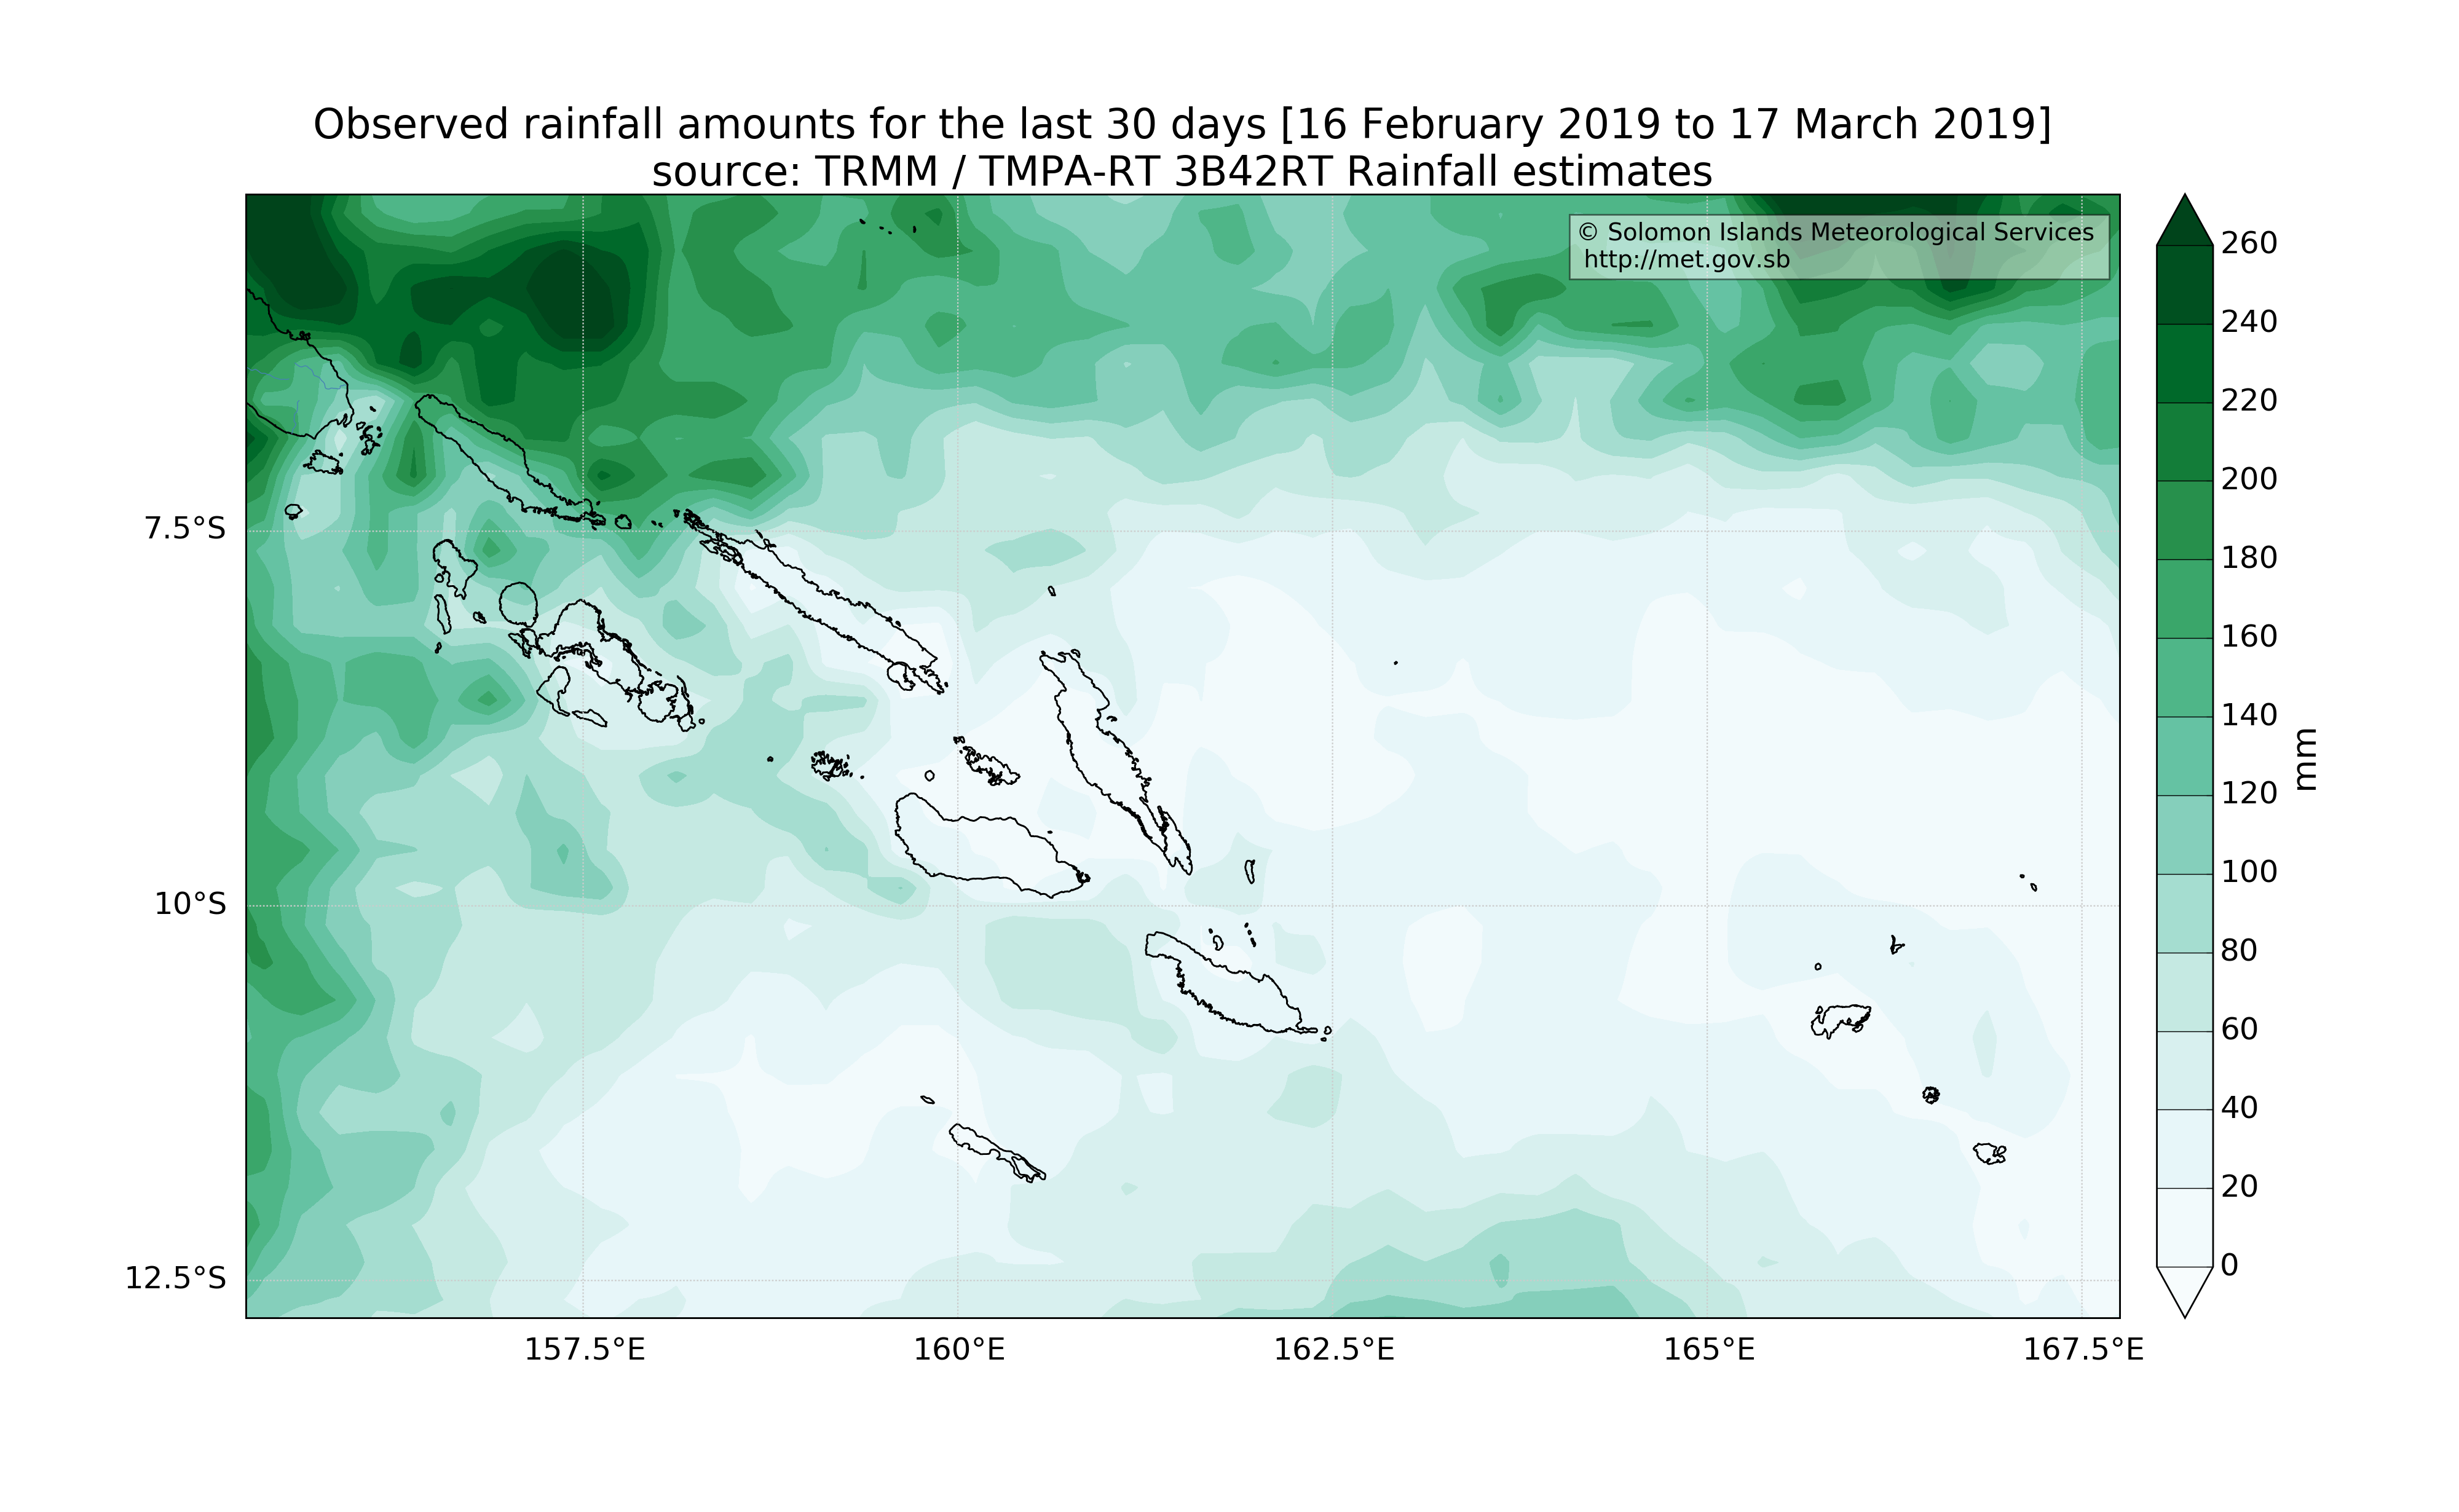 Observed rainfall amounts for the last 30 days [16 February 2019 to 17 March 2019]
source: TRMM / TMPA-RT 3B42RT Rainfall estimates
© Solomon Islands Meteorological Services
http://met.gov.sb
7.5°S
10°S
12.5°S
157.5°E
160°E
162.5°E
165°E
167.5°E
260
240
220
200
180
160
140
120
100
80
60
40
20
0
mm